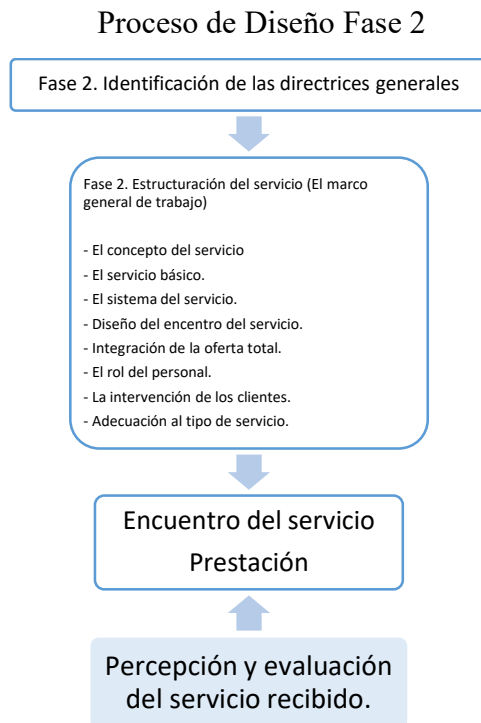 Proceso de Diseño Fase 2
Fase 2. Identificación de las directrices generales
Fase 2. Estructuración del servicio (El marco
general de trabajo)
- El concepto del servicio
- El servicio básico.
- El sistema del servicio.
- Diseño del encentro del servicio.
- Integración de la oferta total.
- El rol del personal.
- La intervención de los clientes.
- Adecuación al tipo de servicio.
Encuentro del servicio
Prestación
Percepción y evaluación
del servicio recibido.